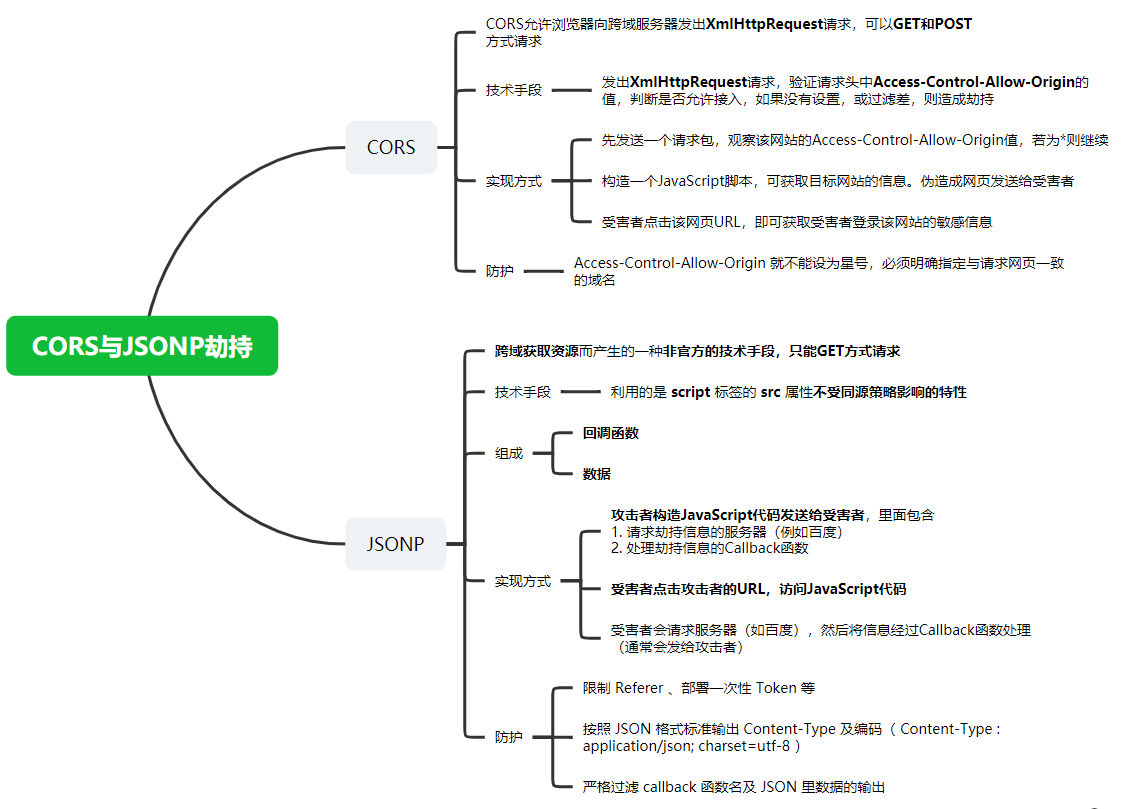 CORS与JSONP劫持
CORS
CORS允许浏览器向跨域服务器发出XmlHttpRequest请求，可以GET和POST
方式请求
技术手段
发出XmlHttpRequest请求，验证请求头中Access-Control-Allow-Origin的
值，判断是否允许接入，如果没有设置，或过滤差，则造成劫持
实现方式
先发送一个请求包，观察该网站的Access-Control-Allow-Origin值，若为*则继续
构造一个JavaScript脚本，可获取目标网站的信息。伪造成网页发送给受害者
受害者点击该网页URL，即可获取受害者登录该网站的敏感信息
防护
Access-Control-Allow-Origin 就不能设为星号，必须明确指定与请求网页一致
的域名
JSONP
跨域获取资源而产生的一种非官方的技术手段，只能GET方式请求
技术手段
利用的是 script 标签的 src 属性不受同源策略影响的特性
组成
回调函数
数据
实现方式
攻击者构造JavaScript代码发送给受害者，里面包含
1. 请求劫持信息的服务器（例如百度）
2. 处理劫持信息的Callback函数
受害者点击攻击者的URL，访问JavaScript代码
受害者会请求服务器（如百度），然后将信息经过Callback函数处理
（通常会发给攻击者）
防护
限制 Referer 、部署一次性 Token 等
按照 JSON 格式标准输出 Content-Type 及编码（ Content-Type :
application/json; charset=utf-8 ）
严格过滤 callback 函数名及 JSON 里数据的输出